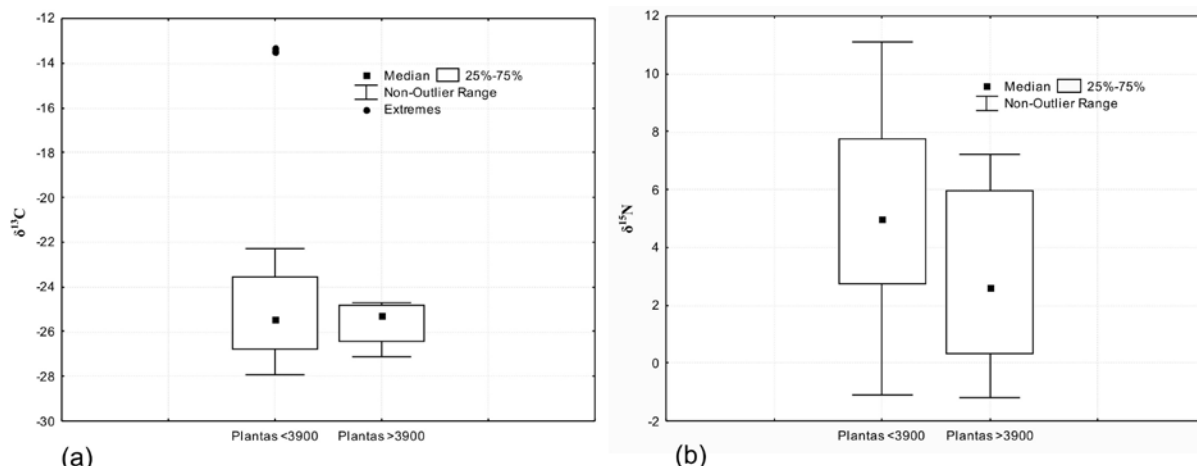 -12
-14
-16
-18
-20
-22
-24
-26
-28
-30
δ¹³C
Median 25%-75%
Non-Outlier Range
Extremes
Plantas <3900 Plantas >3900
(a)
12
10
8
6
4
2
0
-2
δ¹⁵N
Median 25%-75%
Non-Outlier Range
Plantas <3900 Plantas >3900
(b)